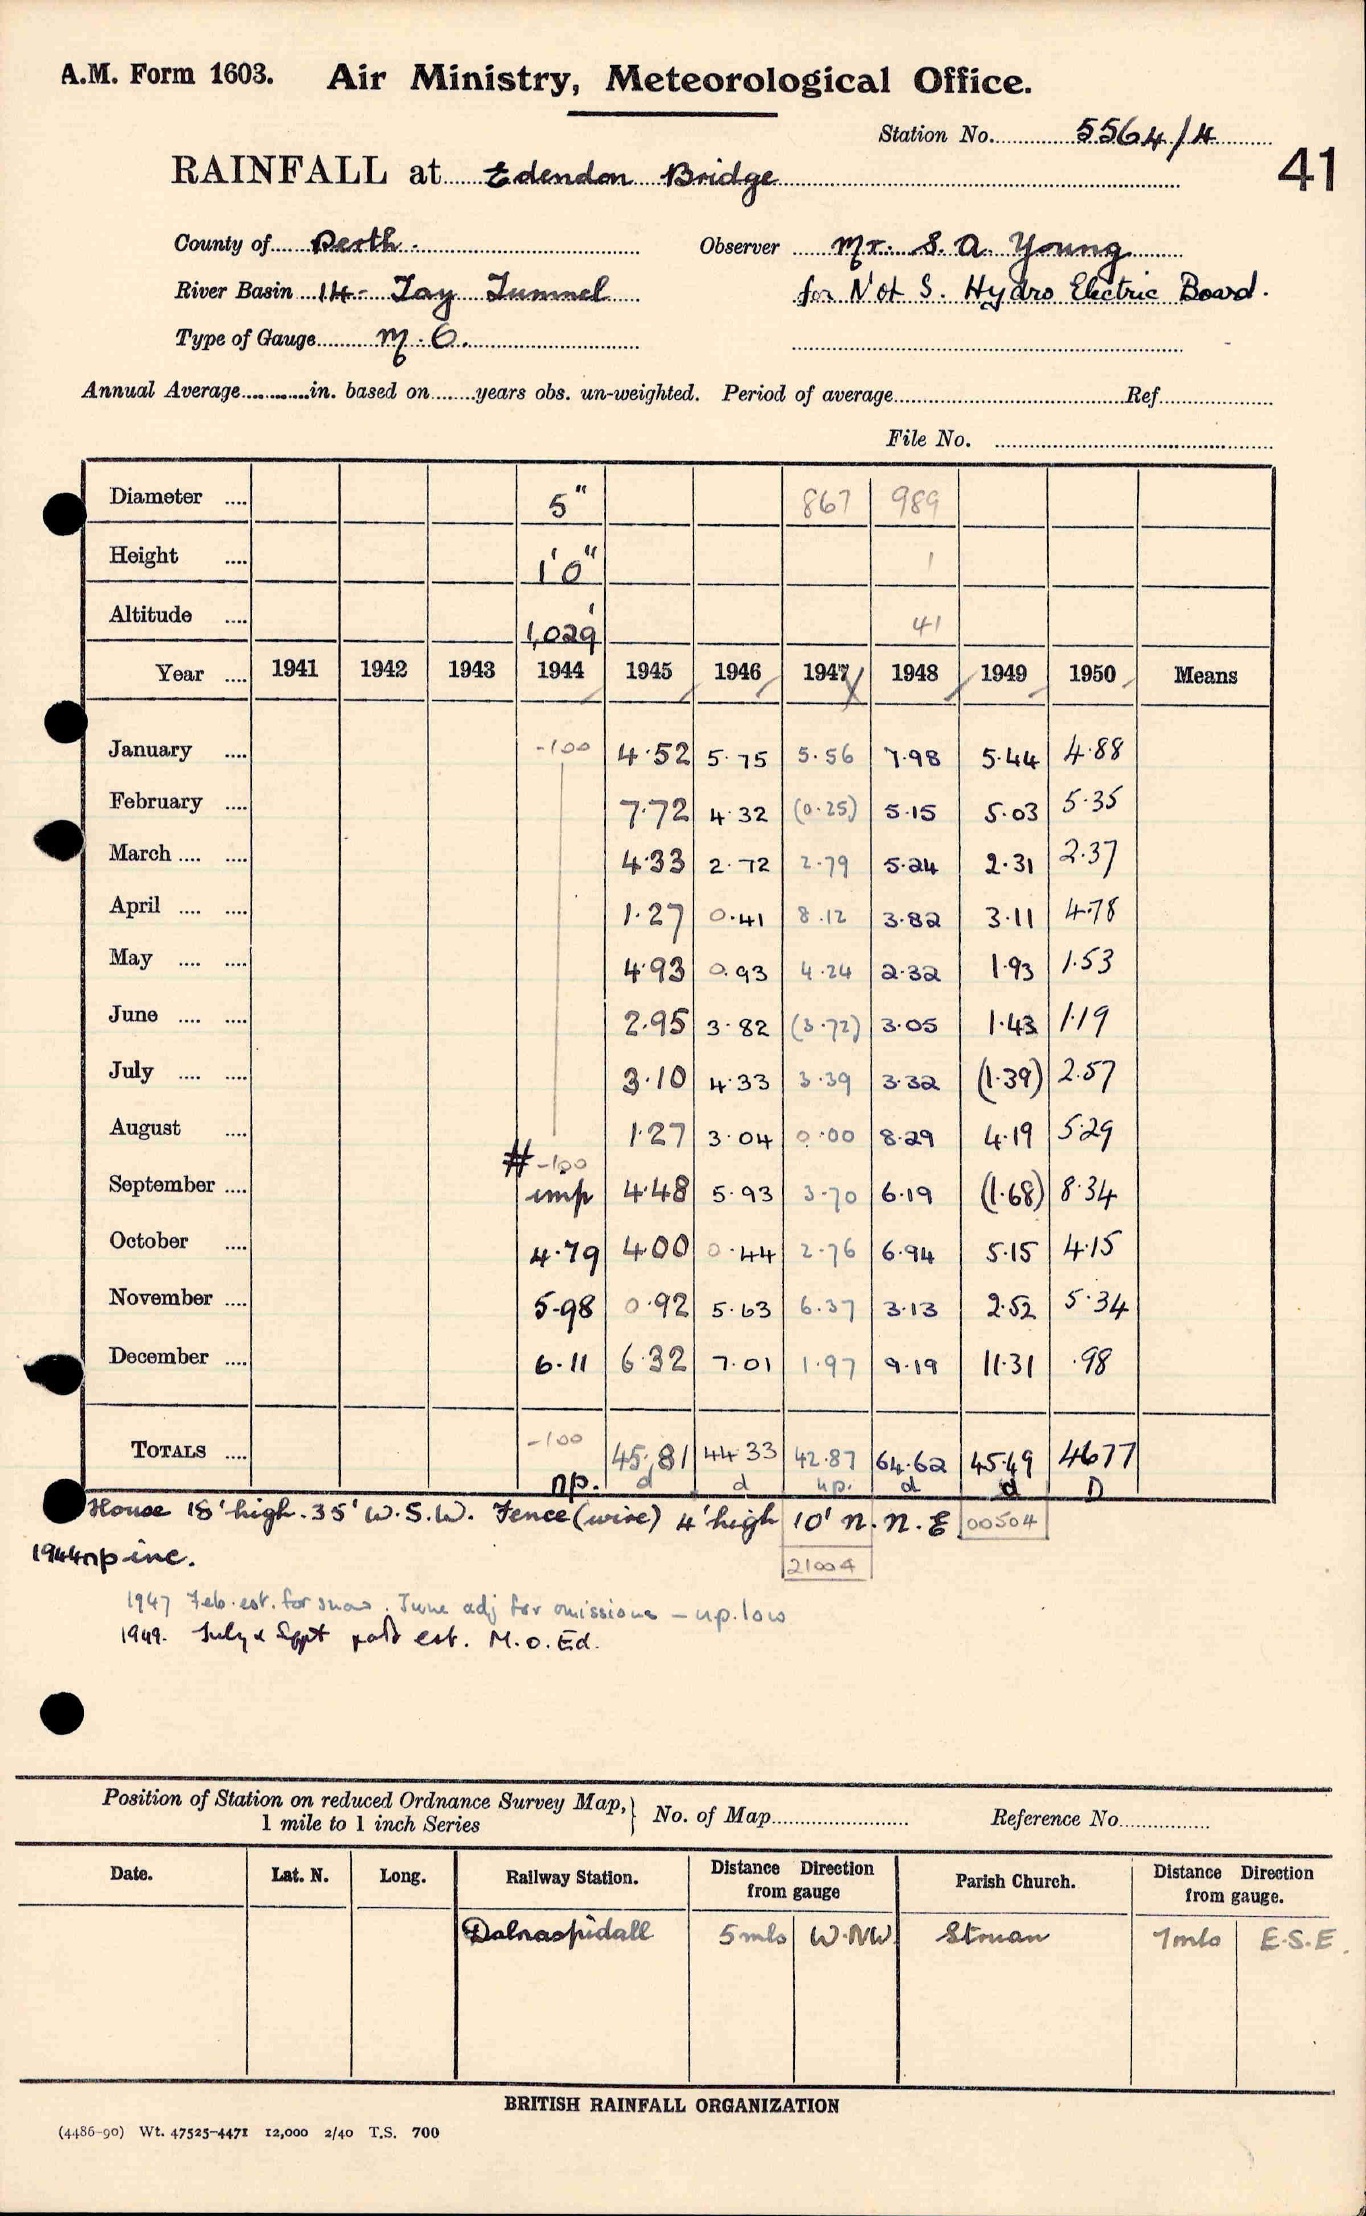 A.M. Form 1603. Air Ministry, Meteorological Office.
Station No. 5564/4
41
RAINFALL at Edendon Bridge
County of Perth. Observer Mr. S. A. Young
River Basin 14- Tay Tummel for N of S. Hydro Electric Board.
Type of Gauge M.O.
Annual Average in. based on years obs. un-weighted. Period of average Ref
File No.
Diameter 5" 867 989
Height 1'0" 1
Altitude 1,029' 41
Year 1941 1942 1943 1944 1945 1946 1947 1948 1949 1950 Means
January -100 4.52 5.75 5.56 7.98 5.44 4.88
February 7.72 4.32 (0.25) 5.15 5.03 5.35
March 4.33 2.72 2.79 5.24 2.31 2.37
April 1.27 0.41 8.12 3.82 3.11 4.78
May 4.93 0.93 4.24 2.32 1.93 1.53
June 2.95 3.82 (3.72) 3.05 1.43 1.19
July 3.10 4.33 3.39 3.32 (1.39) 2.57
August 1.27 3.04 0.00 8.29 4.19 5.29
# -100
September imp 4.48 5.93 3.70 6.19 (1.68) 8.34
October 4.79 4.00 0.44 2.76 6.94 5.15 4.15
November 5.98 0.92 5.63 6.37 3.13 2.52 5.34
December 6.11 6.32 7.01 1.97 9.19 11.31 .98
TOTALS -100 45.81 44.33 42.87 64.62 45.49 46.77
np. d d up. d d D
House 18' high. 35' W.S.W. Fence (wire) 4' high 10' N.N.E 00504
1944 np inc. 21004
1947 Feb. est. for snow. June adj for omissions - up. low
1949. July & Sept part est. M.O. Ed.
Position of Station on reduced Ordnance Survey Map, 1 mile to 1 inch Series No. of Map Reference No
Date. Lat. N. Long. Railway Station. Distance Direction from gauge Parish Church. Distance Direction from gauge.
Dalnaspidall 5 mls W.NW. Struan 7 mls E.S.E.
BRITISH RAINFALL ORGANIZATION
(4486-90) Wt. 47525-4471 12,000 2/40 T.S. 700